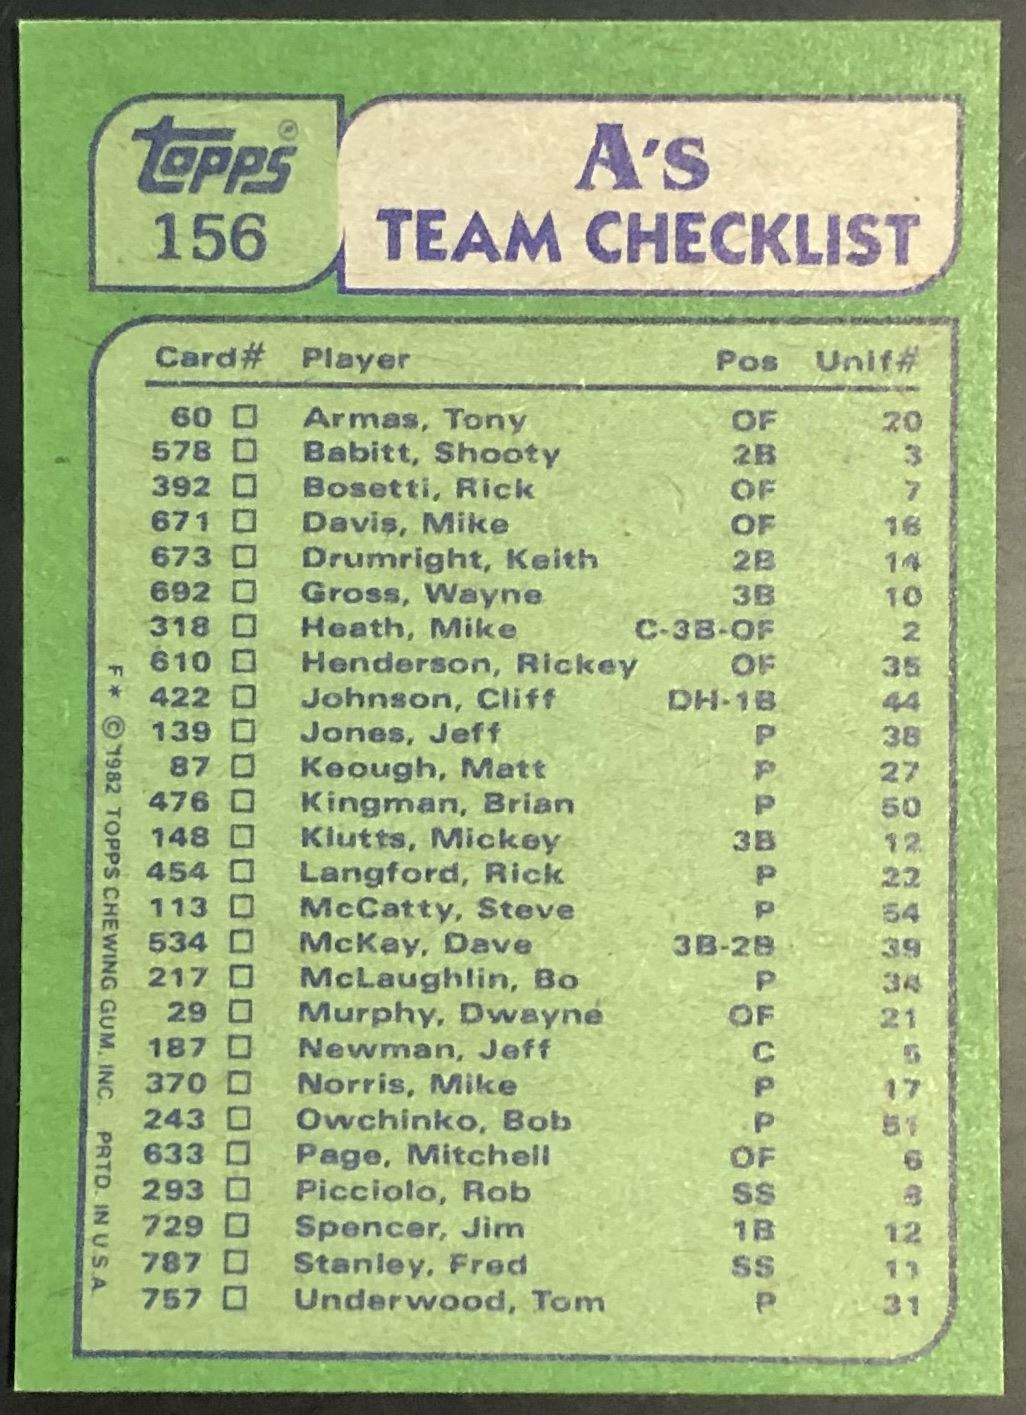 Topps ®
156
A's
TEAM CHECKLIST
Card# Player Pos Unif#
60 □ Armas, Tony OF 20
578 □ Babitt, Shooty 2B 3
392 □ Bosetti, Rick OF 7
671 □ Davis, Mike OF 16
673 □ Drumright, Keith 2B 14
692 □ Gross, Wayne 3B 10
318 □ Heath, Mike C-3B-OF 2
610 □ Henderson, Rickey OF 35
422 □ Johnson, Cliff DH-1B 44
139 □ Jones, Jeff P 38
87 □ Keough, Matt P 27
476 □ Kingman, Brian P 50
148 □ Klutts, Mickey 3B 12
454 □ Langford, Rick P 22
113 □ McCatty, Steve P 54
534 □ McKay, Dave 3B-2B 39
217 □ McLaughlin, Bo P 34
29 □ Murphy, Dwayne OF 21
187 □ Newman, Jeff C 5
370 □ Norris, Mike P 17
243 □ Owchinko, Bob P 51
633 □ Page, Mitchell OF 6
293 □ Picciolo, Rob SS 8
729 □ Spencer, Jim 1B 12
787 □ Stanley, Fred SS 11
757 □ Underwood, Tom P 31
F * © 1982 TOPPS CHEWING GUM, INC. PRTD. IN U.S.A.